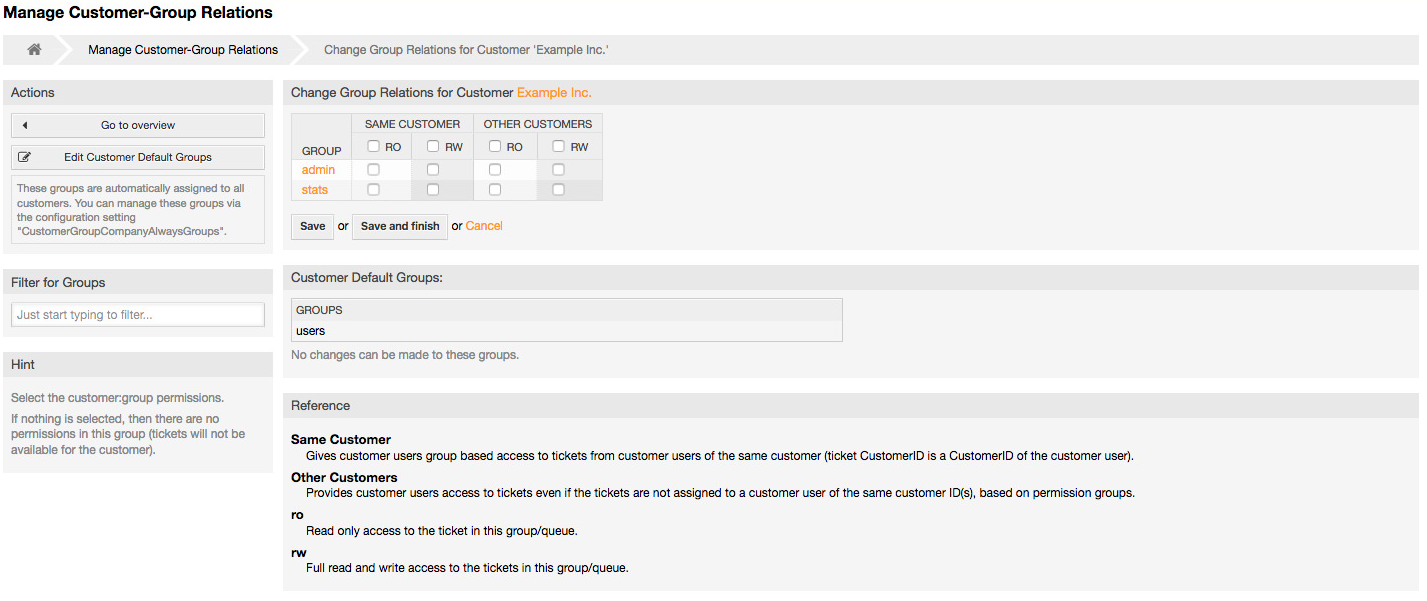 Manage Customer-Group Relations
Manage Customer-Group Relations
Change Group Relations for Customer 'Example Inc.'
Actions
Go to overview
Edit Customer Default Groups
These groups are automatically assigned to all
customers. You can manage these groups via
the configuration setting
"CustomerGroupCompanyAlwaysGroups".
Filter for Groups
Just start typing to filter...
Hint
Select the customer:group permissions.
If nothing is selected, then there are no
permissions in this group (tickets will not be
available for the customer).
Change Group Relations for Customer Example Inc.
SAME CUSTOMER OTHER CUSTOMERS
GROUP RO RW RO RW
admin
stats
Save or Save and finish or Cancel
Customer Default Groups:
GROUPS
users
No changes can be made to these groups.
Reference
Same Customer
Gives customer users group based access to tickets from customer users of the same customer (ticket CustomerID is a CustomerID of the customer user).
Other Customers
Provides customer users access to tickets even if the tickets are not assigned to a customer user of the same customer ID(s), based on permission groups.
ro
Read only access to the ticket in this group/queue.
rw
Full read and write access to the tickets in this group/queue.